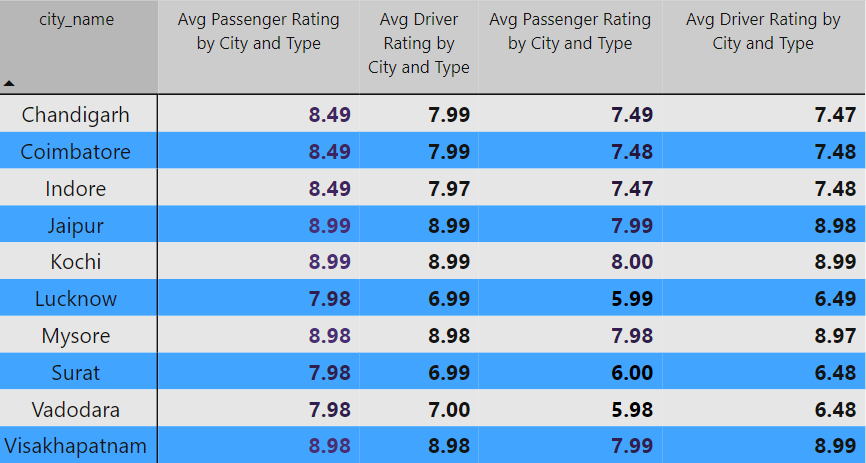 city_name Avg Passenger Rating by City and Type Avg Driver Rating by City and Type Avg Passenger Rating by City and Type Avg Driver Rating by City and Type
Chandigarh 8.49 7.99 7.49 7.47
Coimbatore 8.49 7.99 7.48 7.48
Indore 8.49 7.97 7.47 7.48
Jaipur 8.99 8.99 7.99 8.98
Kochi 8.99 8.99 8.00 8.99
Lucknow 7.98 6.99 5.99 6.49
Mysore 8.98 8.98 7.98 8.97
Surat 7.98 6.99 6.00 6.48
Vadodara 7.98 7.00 5.98 6.48
Visakhapatnam 8.98 8.98 7.99 8.99